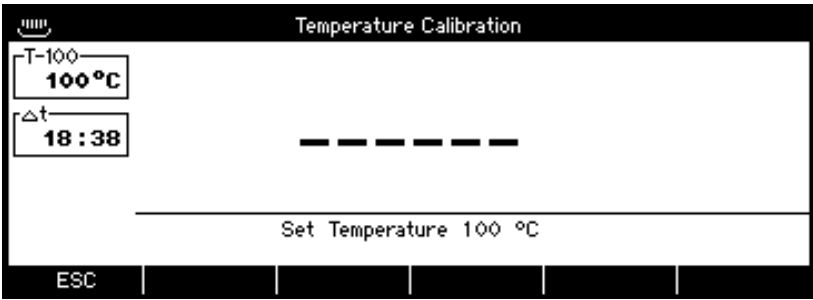 Temperature Calibration
T-100
100°C
△t
18:38
------
Set Temperature 100 °C
ESC